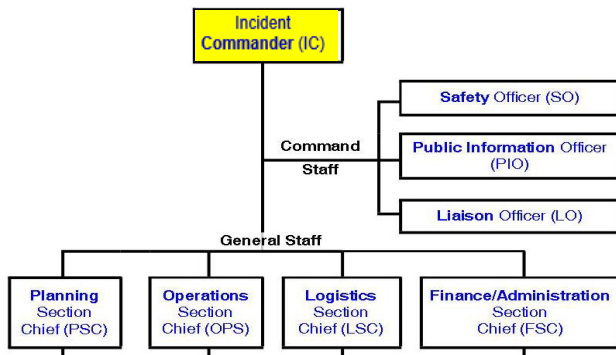 Incident
Commander (IC)
Safety Officer (SO)
Command
Staff
Public Information Officer
(PIO)
Liaison Officer (LO)
General Staff
Planning
Section
Chief (PSC)
Operations
Section
Chief (OPS)
Logistics
Section
Chief (LSC)
Finance/Administration
Section
Chief (FSC)